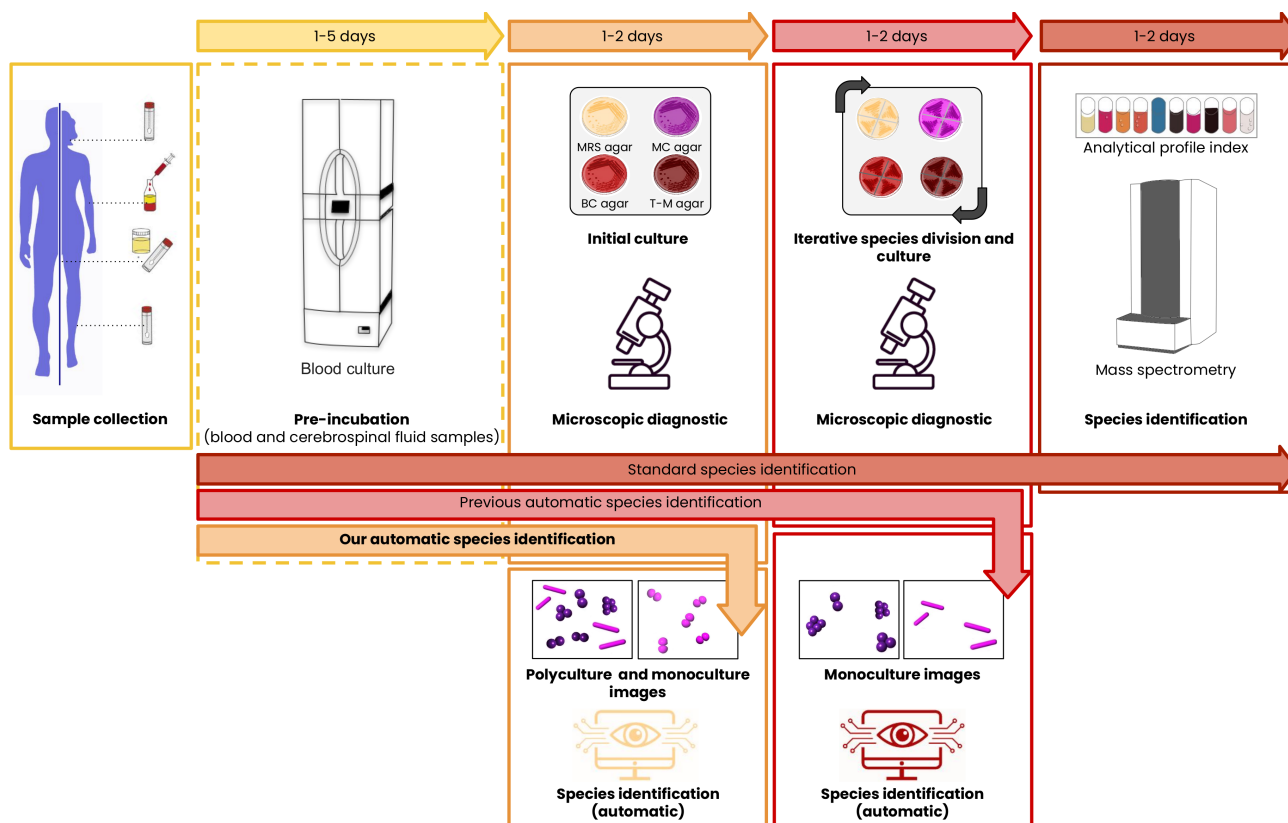 1-5 days
1-2 days
1-2 days
1-2 days
MRS agar
MC agar
BC agar
T-M agar
Initial culture
Iterative species division and
culture
Analytical profile index
Blood culture
Mass spectrometry
Sample collection
Pre-incubation
(blood and cerebrospinal fluid samples)
Microscopic diagnostic
Microscopic diagnostic
Species identification
Standard species identification
Previous automatic species identification
Our automatic species identification
Polyculture and monoculture
images
Monoculture images
Species identification
(automatic)
Species identification
(automatic)